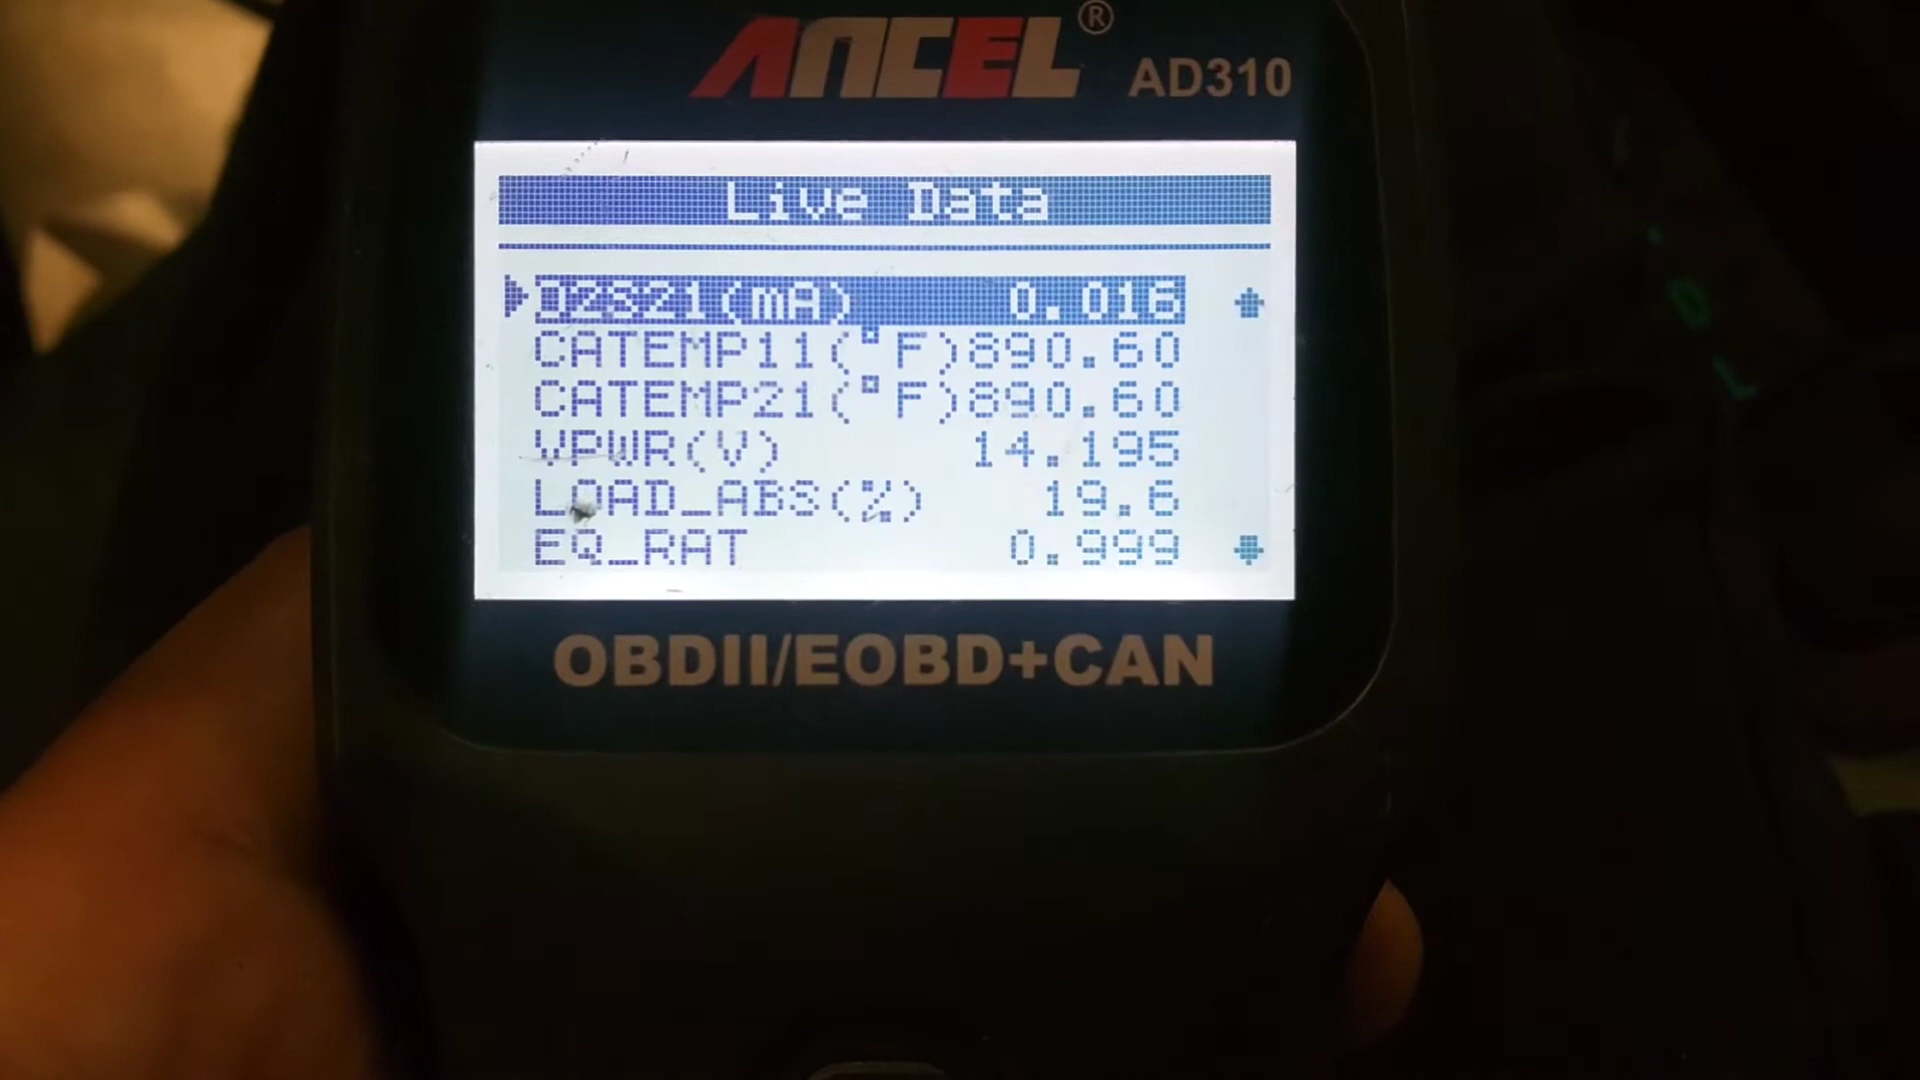 ANCEL® AD310
Live Data
O2S21(mA) 0.016
CATEMP11(°F)890.60
CATEMP21(°F)890.60
VPWR(V) 14.195
LOAD_ABS(%) 19.6
EQ_RAT 0.999
OBDII/EOBD+CAN
D
L